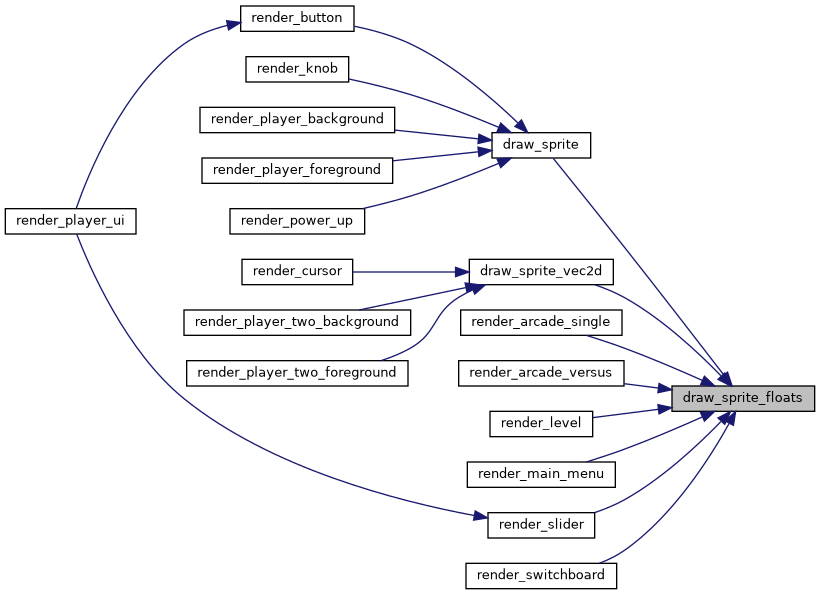 render_button
render_knob
render_player_background
draw_sprite
render_player_foreground
render_player_ui
render_power_up
render_cursor
draw_sprite_vec2d
render_player_two_background
render_arcade_single
render_player_two_foreground
render_arcade_versus
draw_sprite_floats
render_level
render_main_menu
render_slider
render_switchboard